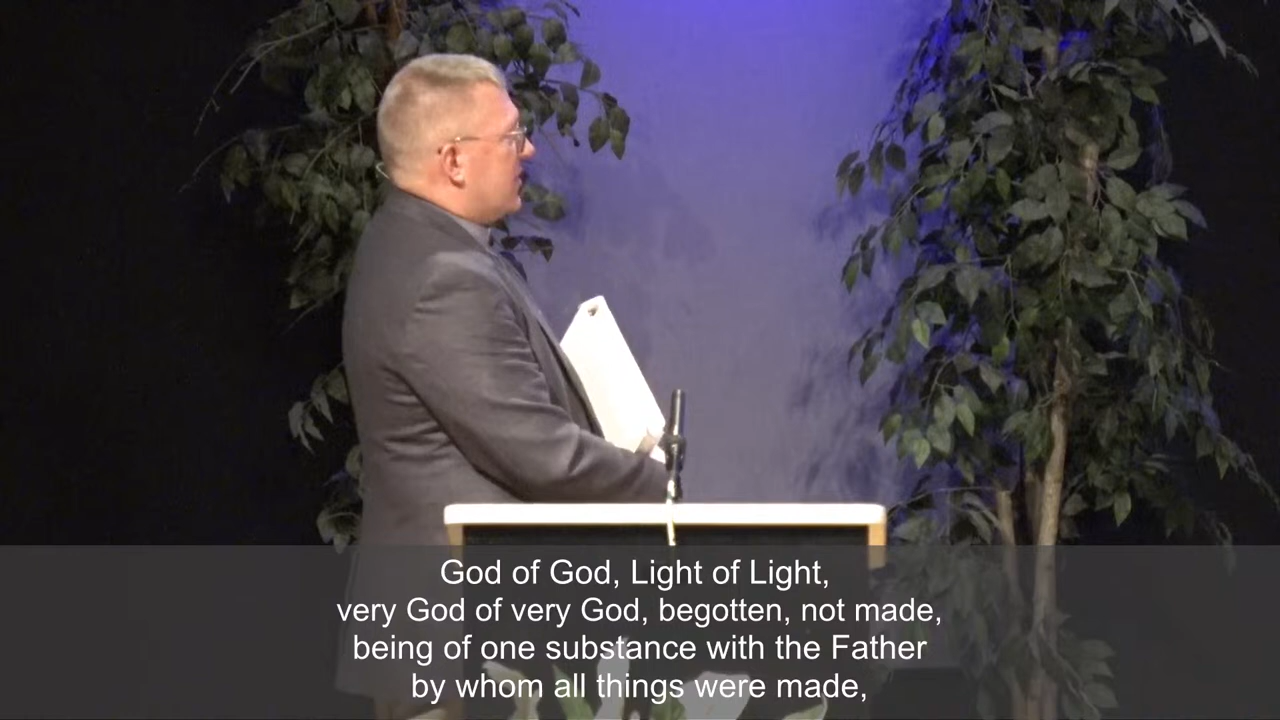 God of God, Light of Light,
very God of very God, begotten, not made,
being of one substance with the Father
by whom all things were made,